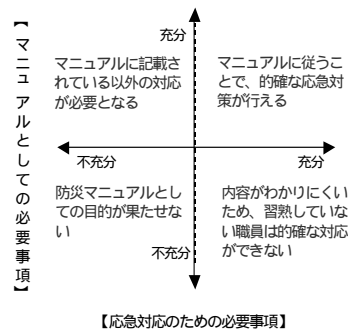 【マニュアルとしての必要事項】
充分
マニュアルに記載さ
れている以外の対応
が必要となる
マニュアルに従うこ
とで、的確な応急対
策が行える
不充分
充分
防災マニュアルとし
ての目的が果たせな
い
内容がわかりにくい
ため、習熟していな
い職員は的確な対応
ができない
不充分
【応急対応のための必要事項】